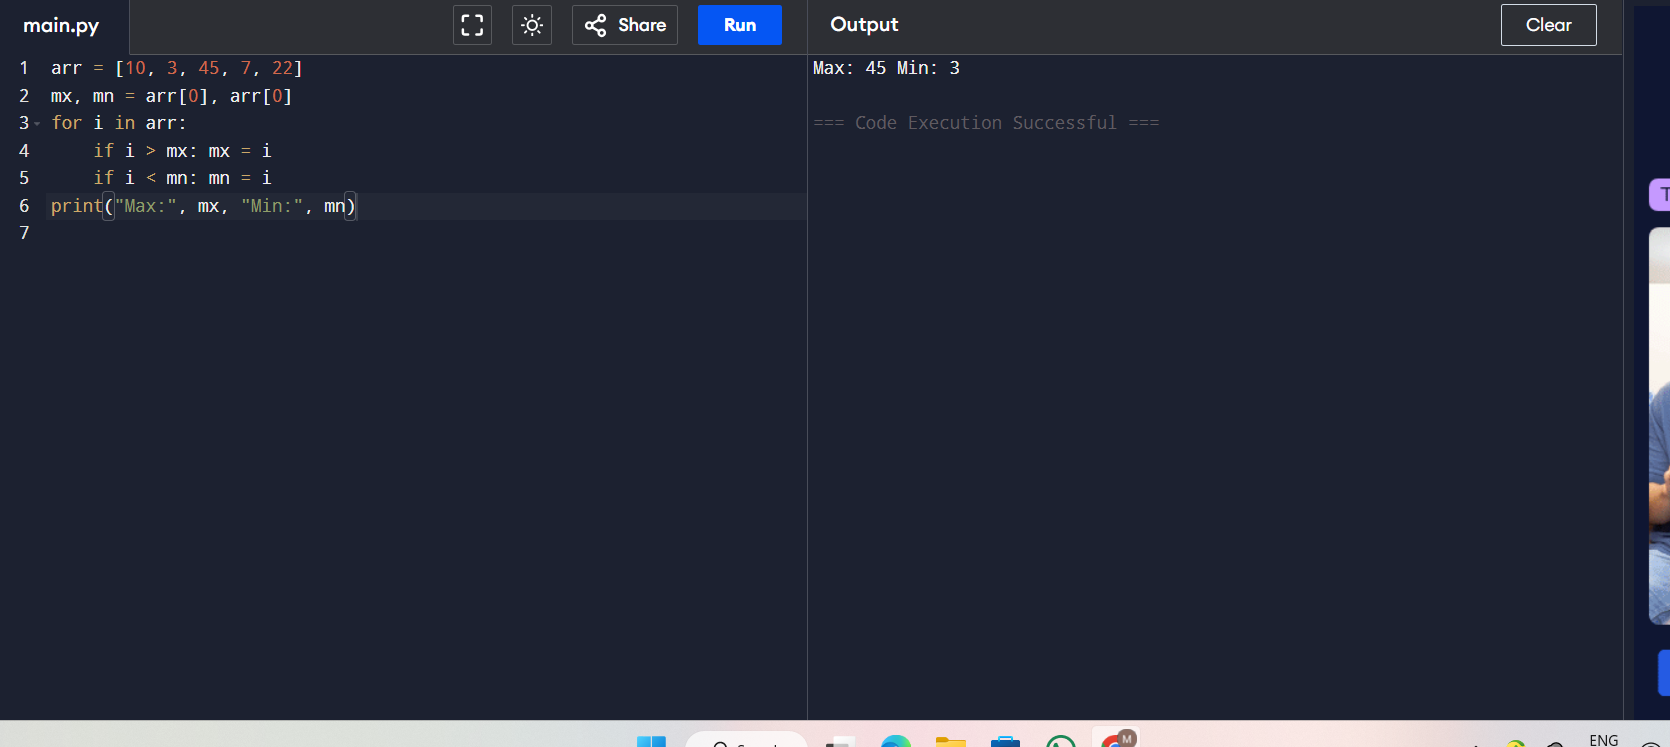 main.py
Share
Run
Output
Clear
1 arr = [10, 3, 45, 7, 22]
2 mx, mn = arr[0], arr[0]
3 for i in arr:
4     if i > mx: mx = i
5     if i < mn: mn = i
6 print("Max:", mx, "Min:", mn)
7
Max: 45 Min: 3
=== Code Execution Successful ===
T
M
ENG